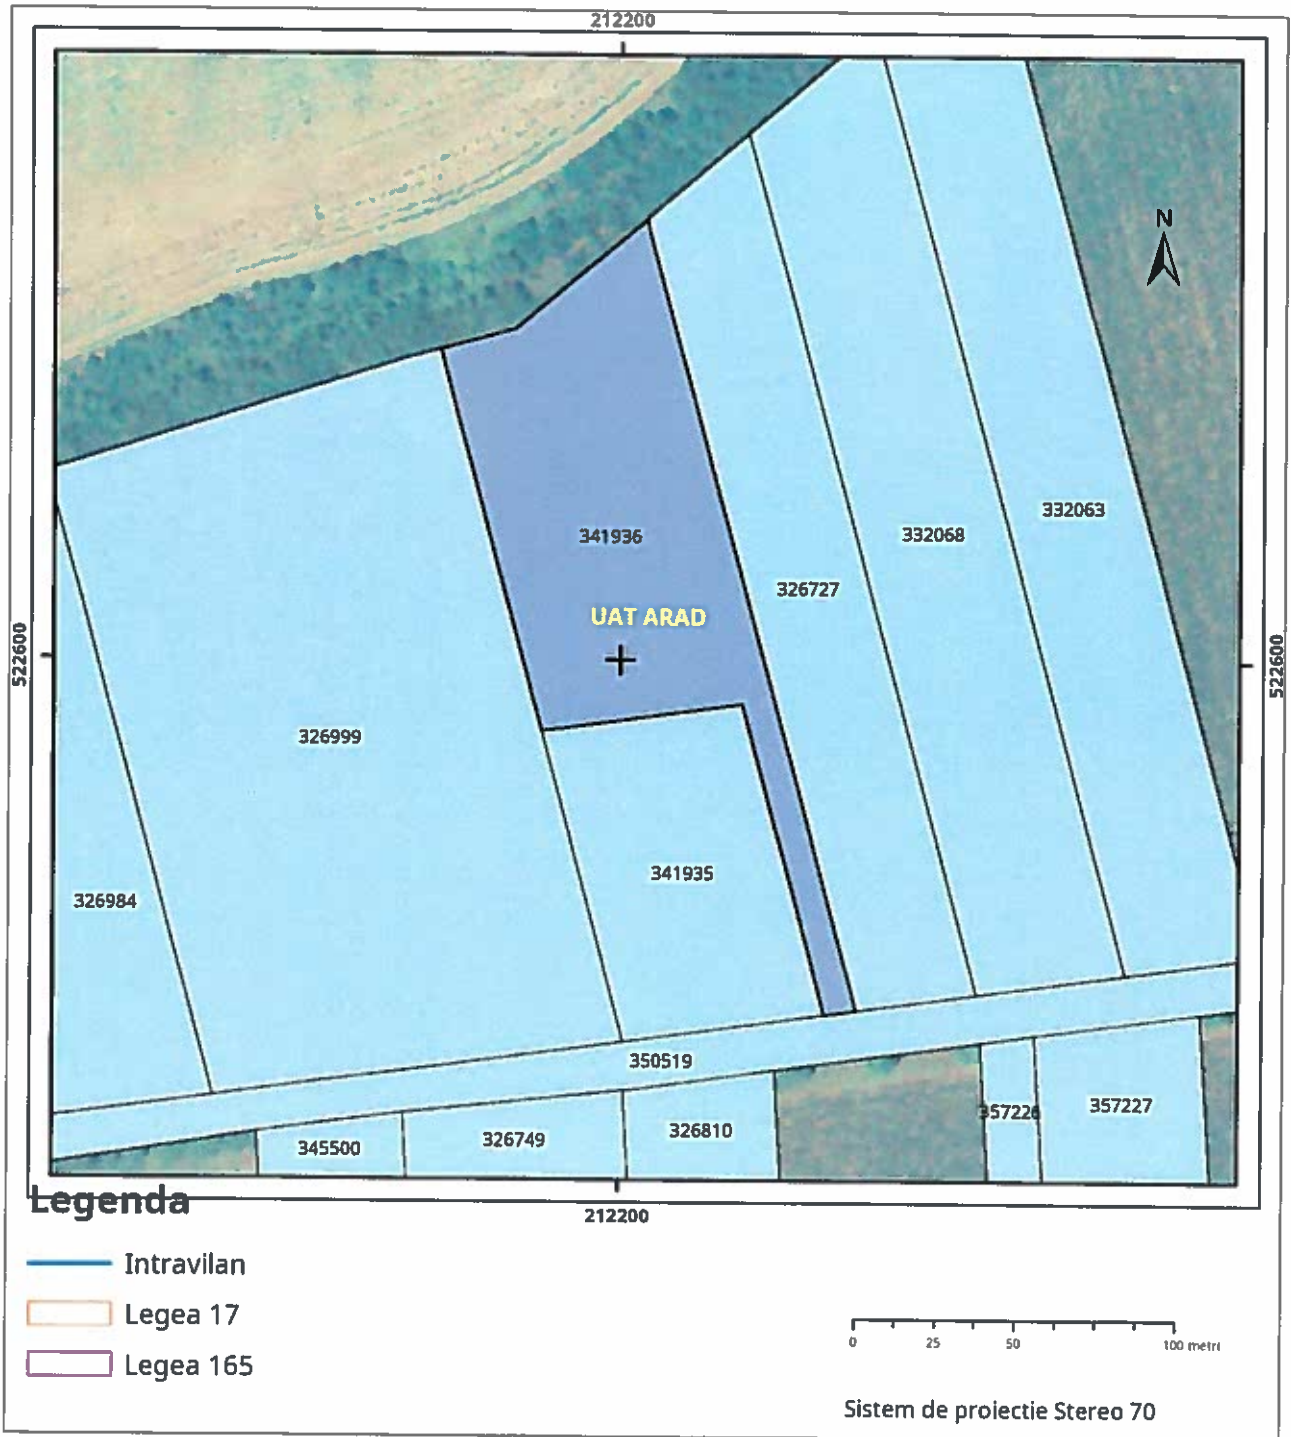 212200
N
332063
332068
341936
326727
UAT ARAD
522600
522600
326999
341935
326984
350519
357226
357227
326810
326749
345500
Legenda
212200
Intravilan
Legea 17
Legea 165
0 25 50 100 metri
Sistem de proiectie Stereo 70